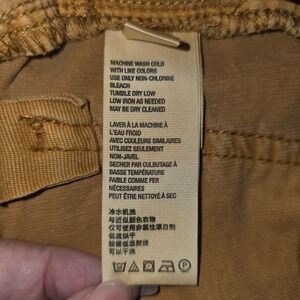 MACHINE WASH COLD
WITH LIKE COLORS
USE ONLY NON-CHLORINE
BLEACH
TUMBLE DRY LOW
LOW IRON AS NEEDED
MAY BE DRY CLEANED
LAVER À LA MACHINE À
L'EAU FROID
AVEC COULEURS SIMILAIRES
UTILISEZ SEULEMENT
NON-JAVEL
SECHER PAR CULBUTAGE À
BASSE TEMPÉRATURE
FAIBLE COMME FER
NÉCESSAIRES
PEUT ÊTRE NETTOYÉ À SEC
冷水机洗
与近似颜色衣物
仅可使用非氯性漂白剂
低温烘干
按需低温熨烫
可以干洗
P